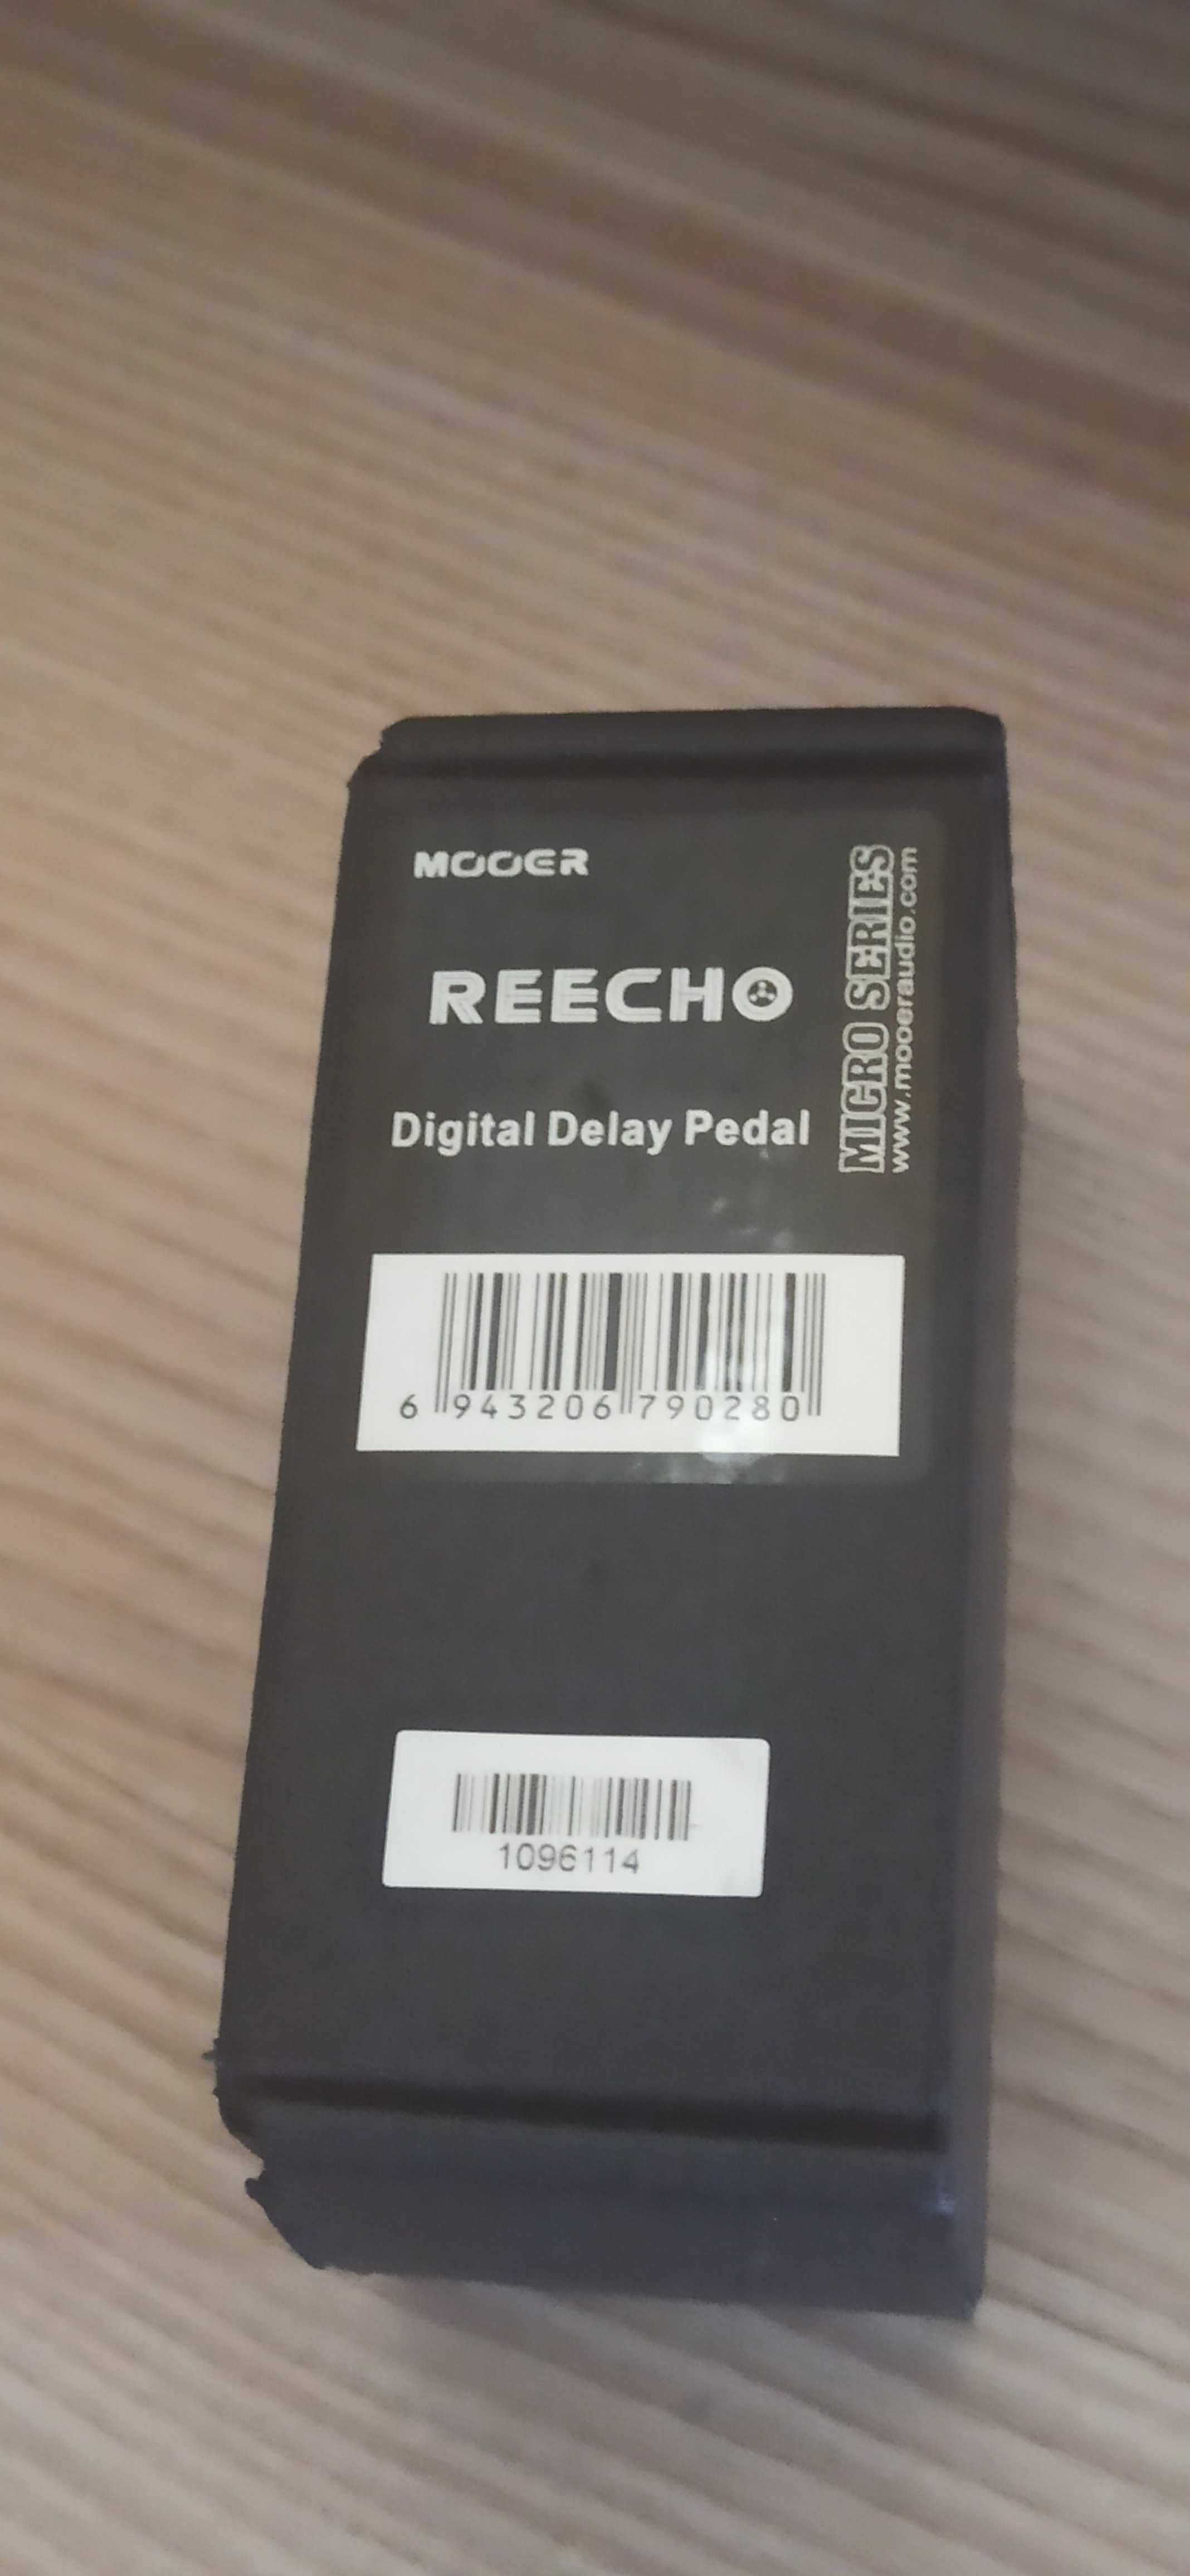 MOOER
REECHO
Digital Delay Pedal
MICRO SERIES
www.mooeraudio.com
6 943206 790280
1096114